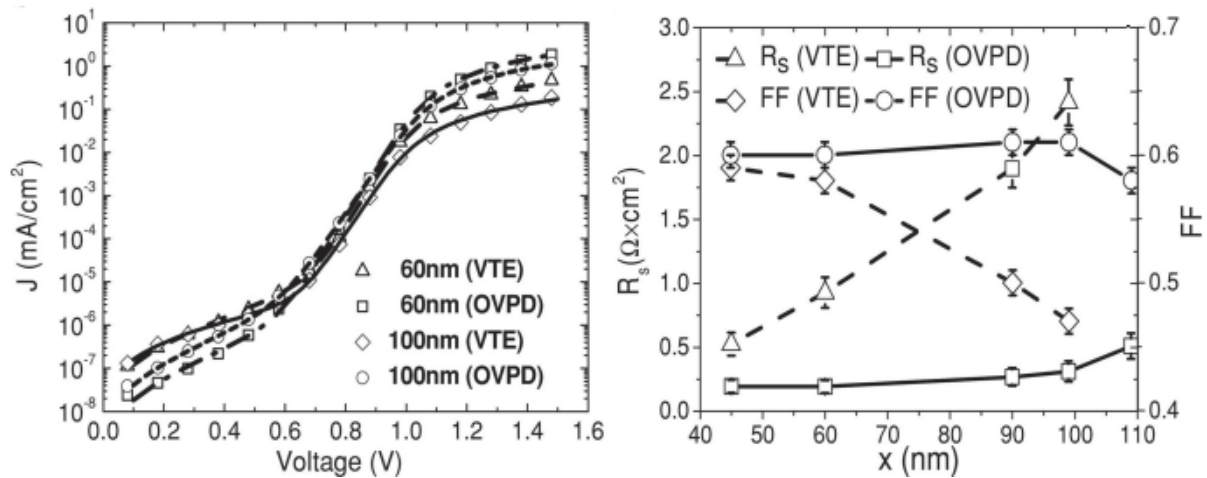 10¹
10⁰
10⁻¹
10⁻²
10⁻³
10⁻⁴
10⁻⁵
10⁻⁶
10⁻⁷
10⁻⁸
J (mA/cm²)
60nm (VTE)
60nm (OVPD)
100nm (VTE)
100nm (OVPD)
0.0 0.2 0.4 0.6 0.8 1.0 1.2 1.4 1.6
Voltage (V)
3.0
2.5
2.0
1.5
1.0
0.5
0.0
Rₛ(Ω×cm²)
R_S (VTE) R_S (OVPD)
FF (VTE) FF (OVPD)
0.7
0.6
0.5
0.4
FF
40 50 60 70 80 90 100 110
x (nm)